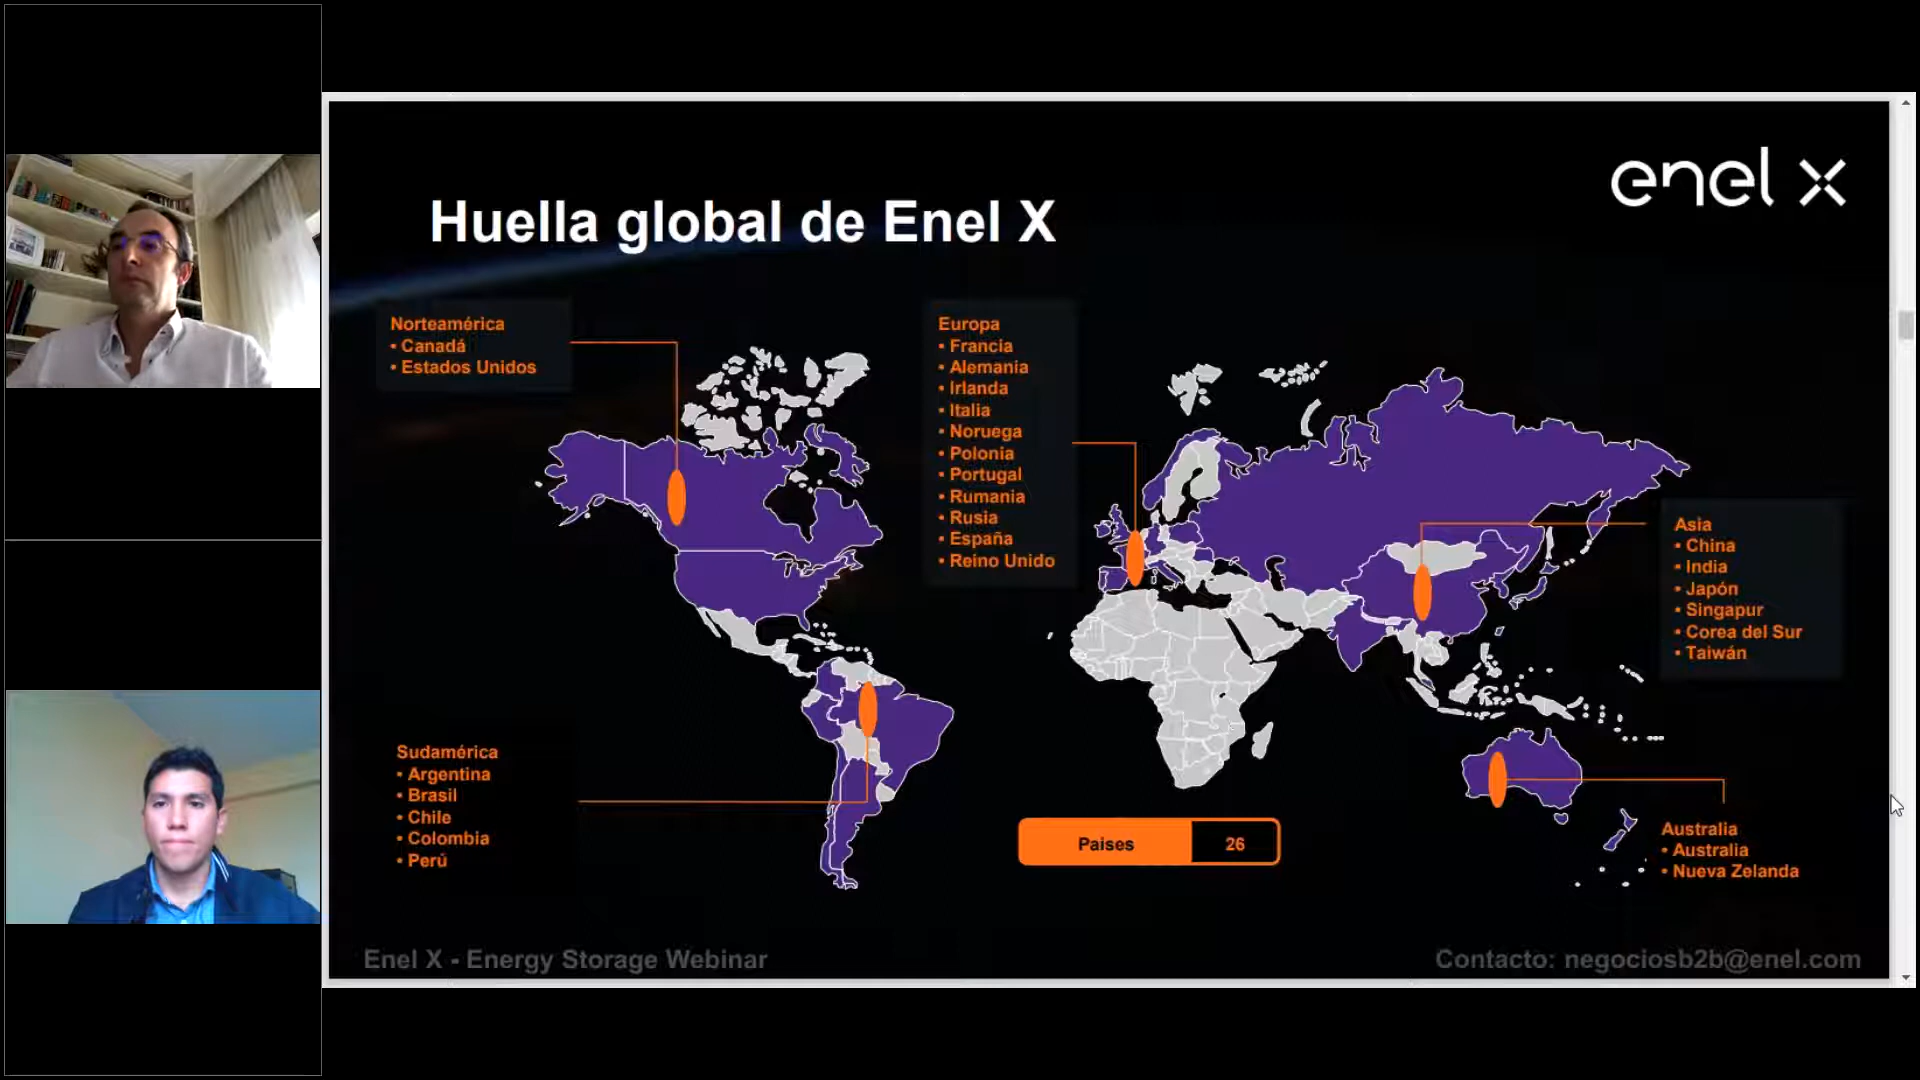 enel x
Huella global de Enel X
Norteamérica
• Canadá
• Estados Unidos
Europa
• Francia
• Alemania
• Irlanda
• Italia
• Noruega
• Polonia
• Portugal
• Rumania
• Rusia
• España
• Reino Unido
Asia
• China
• India
• Japón
• Singapur
• Corea del Sur
• Taiwán
Sudamérica
• Argentina
• Brasil
• Chile
• Colombia
• Perú
Paises 26
Australia
• Australia
• Nueva Zelanda
Enel X - Energy Storage Webinar
Contacto: negociosb2b@enel.com